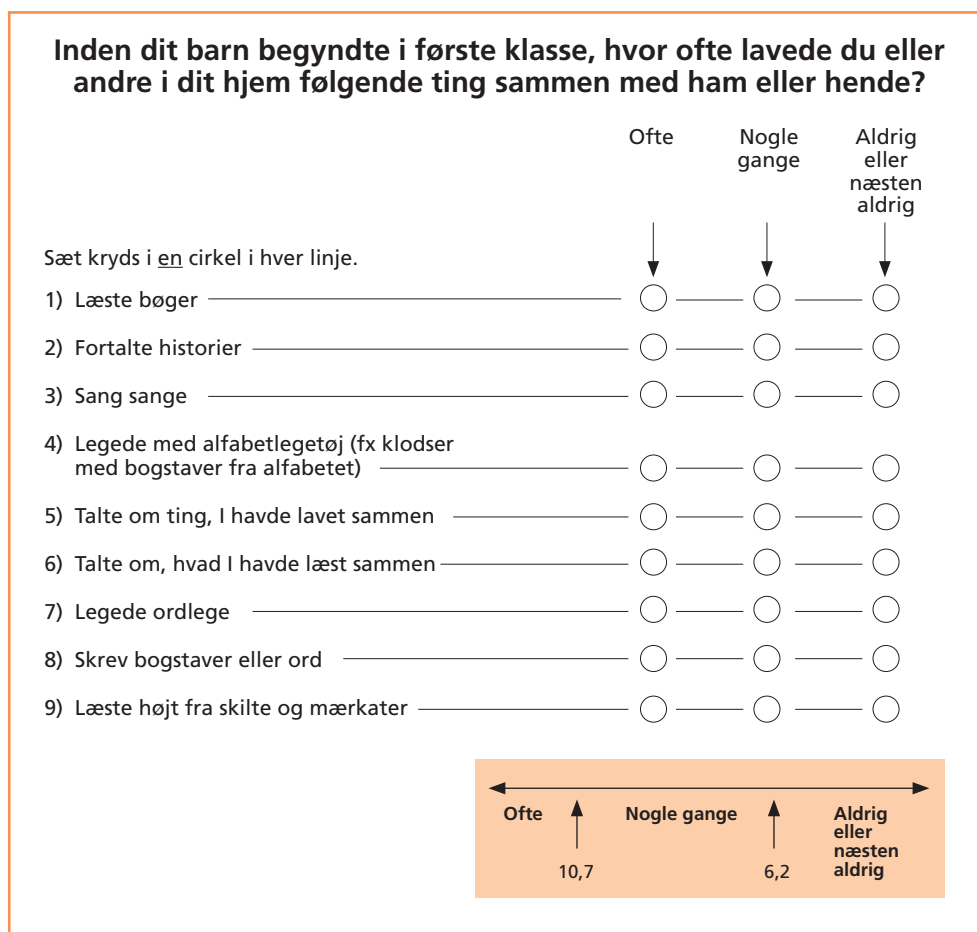 Inden dit barn begyndte i første klasse, hvor ofte lavede du eller
andre i dit hjem følgende ting sammen med ham eller hende?
Ofte
Nogle
gange
Aldrig
eller
næsten
aldrig
Sæt kryds i en cirkel i hver linje.
1) Læste bøger
2) Fortalte historier
3) Sang sange
4) Legede med alfabetlegetøj (fx klodser
med bogstaver fra alfabetet)
5) Talte om ting, I havde lavet sammen
6) Talte om, hvad I havde læst sammen
7) Legede ordlege
8) Skrev bogstaver eller ord
9) Læste højt fra skilte og mærkater
Ofte
Nogle gange
Aldrig
eller
næsten
aldrig
10,7
6,2